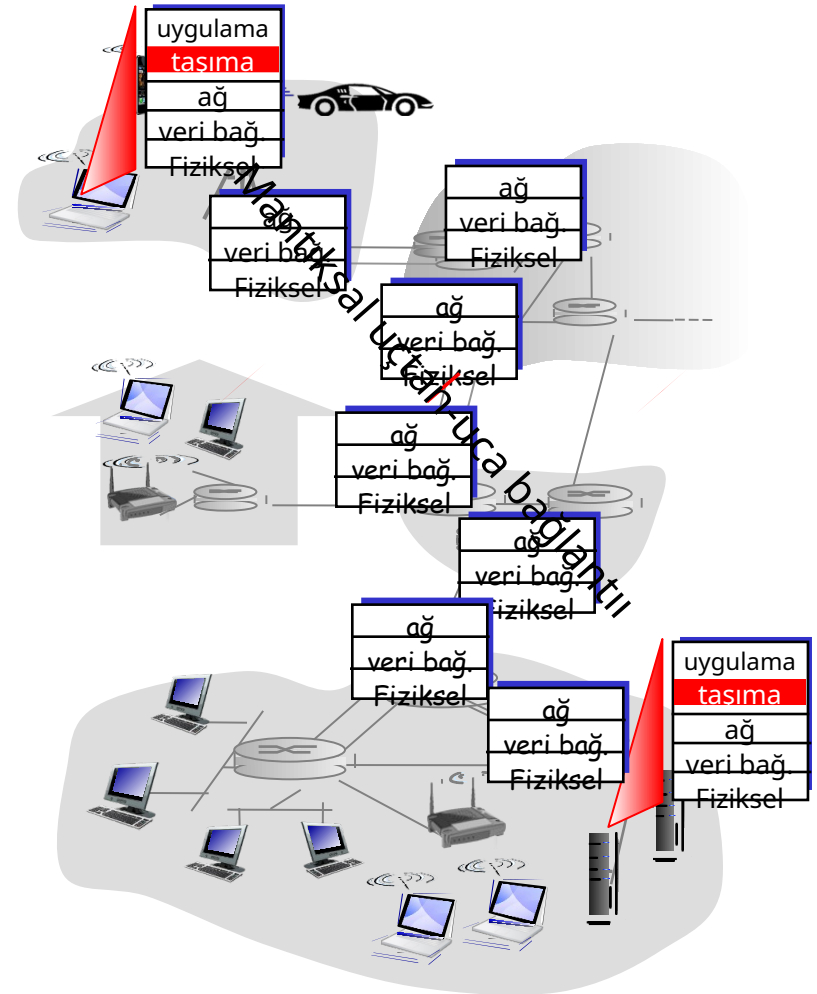 uygulama
taşıma
ağ
veri bağ.
Fiziksel
ağ
veri bağ.
Fiziksel
ağ
veri bağ.
Fiziksel
ağ
veri bağ.
Fiziksel
Mantıksal uçtan-uca bağlantı
ağ
veri bağ.
Fiziksel
ağ
veri bağ.
Fiziksel
ağ
veri bağ.
Fiziksel
ağ
veri bağ.
Fiziksel
uygulama
taşıma
ağ
veri bağ.
Fiziksel